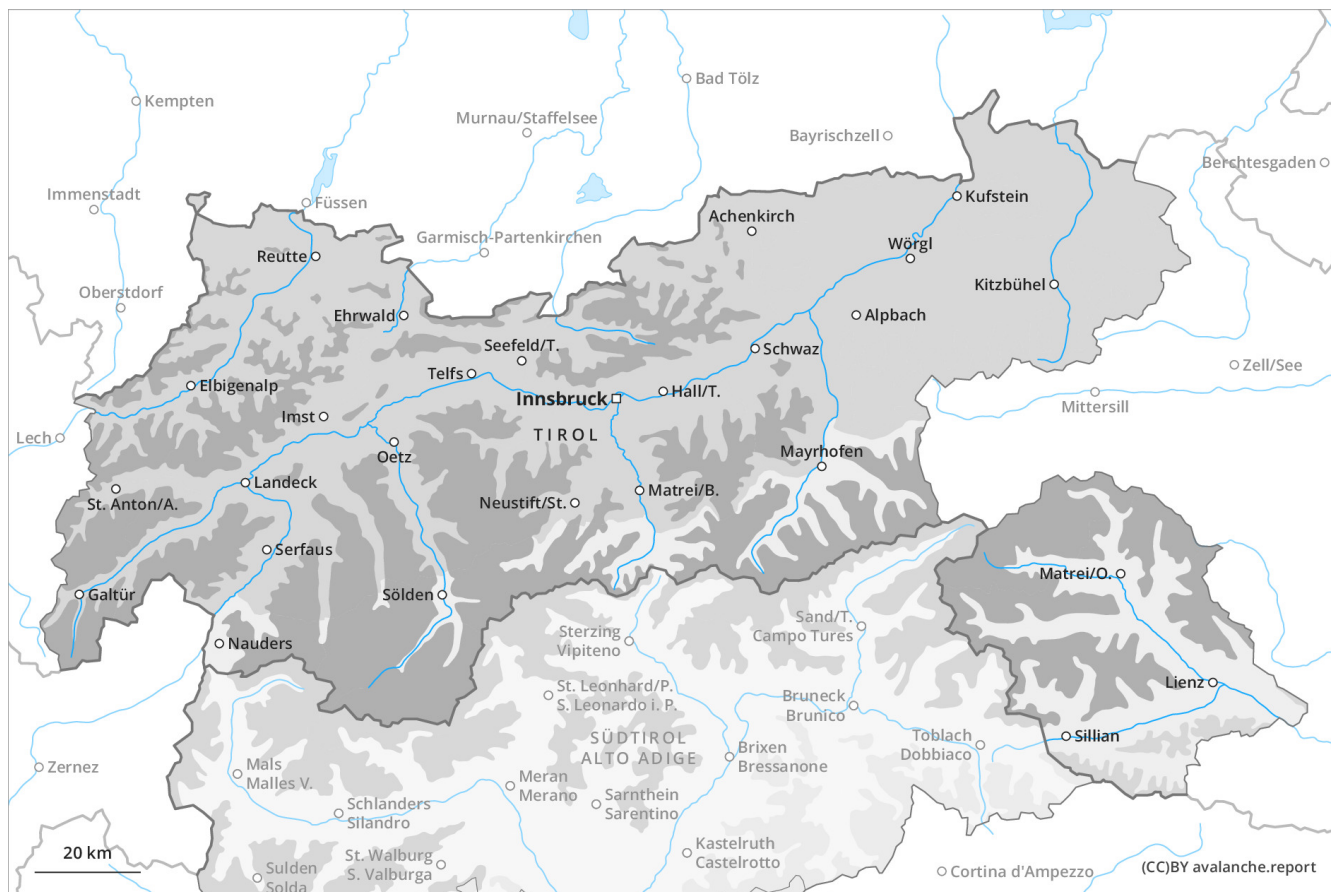 Bad Tölz
Kempten
Murnau/Staffelsee
Bayrischzell
Berchtesgaden
Immenstadt
Füssen
Kufstein
Achenkirch
Garmisch-Partenkirchen
Wörgl
Reutte
Kitzbühel
Oberstdorf
Ehrwald
Alpbach
Seefeld/T.
Schwaz
Zell/See
Telfs
Elbigenalp
Hall/T.
Innsbruck
Mittersill
Imst
Lech
TIROL
Oetz
Mayrhofen
Landeck
Matrei/B.
St. Anton/A.
Neustift/St.
Serfaus
Matrei/O.
Galtür
Sölden
Sand/T.
Campo Tures
Sterzing
Vipiteno
Nauders
Lienz
St. Leonhard/P.
S. Leonardo i. P.
Bruneck
Brunico
Sillian
SÜDTIROL
ALTO ADIGE
Toblach
Dobbiaco
Brixen
Bressanone
Zernez
Mals
Malles V.
Meran
Merano
Schlanders
Silandro
Sarnthein
Sarentino
Kastelruth
Castelrotto
20 km
St. Walburg
S. Valburga
Sulden
Solda
Cortina d'Ampezzo
(CC)BY avalanche.report